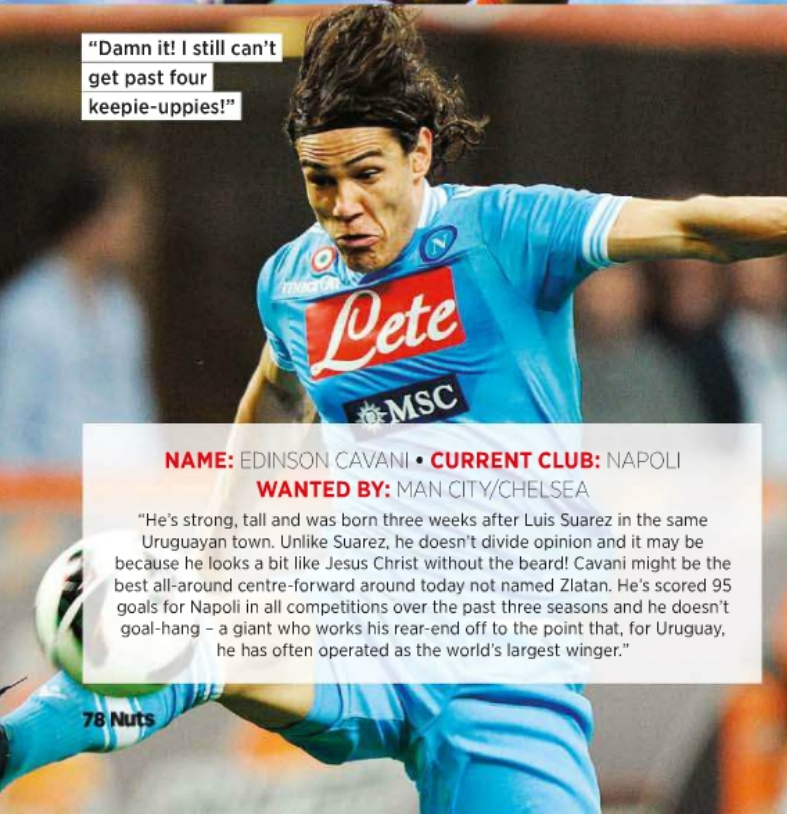 “Damn it! I still can’t
get past four
keepie-uppies!”
N
macron
Lete
MSC
NAME: EDINSON CAVANI • CURRENT CLUB: NAPOLI
WANTED BY: MAN CITY/CHELSEA
“He’s strong, tall and was born three weeks after Luis Suarez in the same
Uruguayan town. Unlike Suarez, he doesn’t divide opinion and it may be
because he looks a bit like Jesus Christ without the beard! Cavani might be the
best all-around centre-forward around today not named Zlatan. He’s scored 95
goals for Napoli in all competitions over the past three seasons and he doesn’t
goal-hang – a giant who works his rear-end off to the point that, for Uruguay,
he has often operated as the world’s largest winger.”
78 Nuts